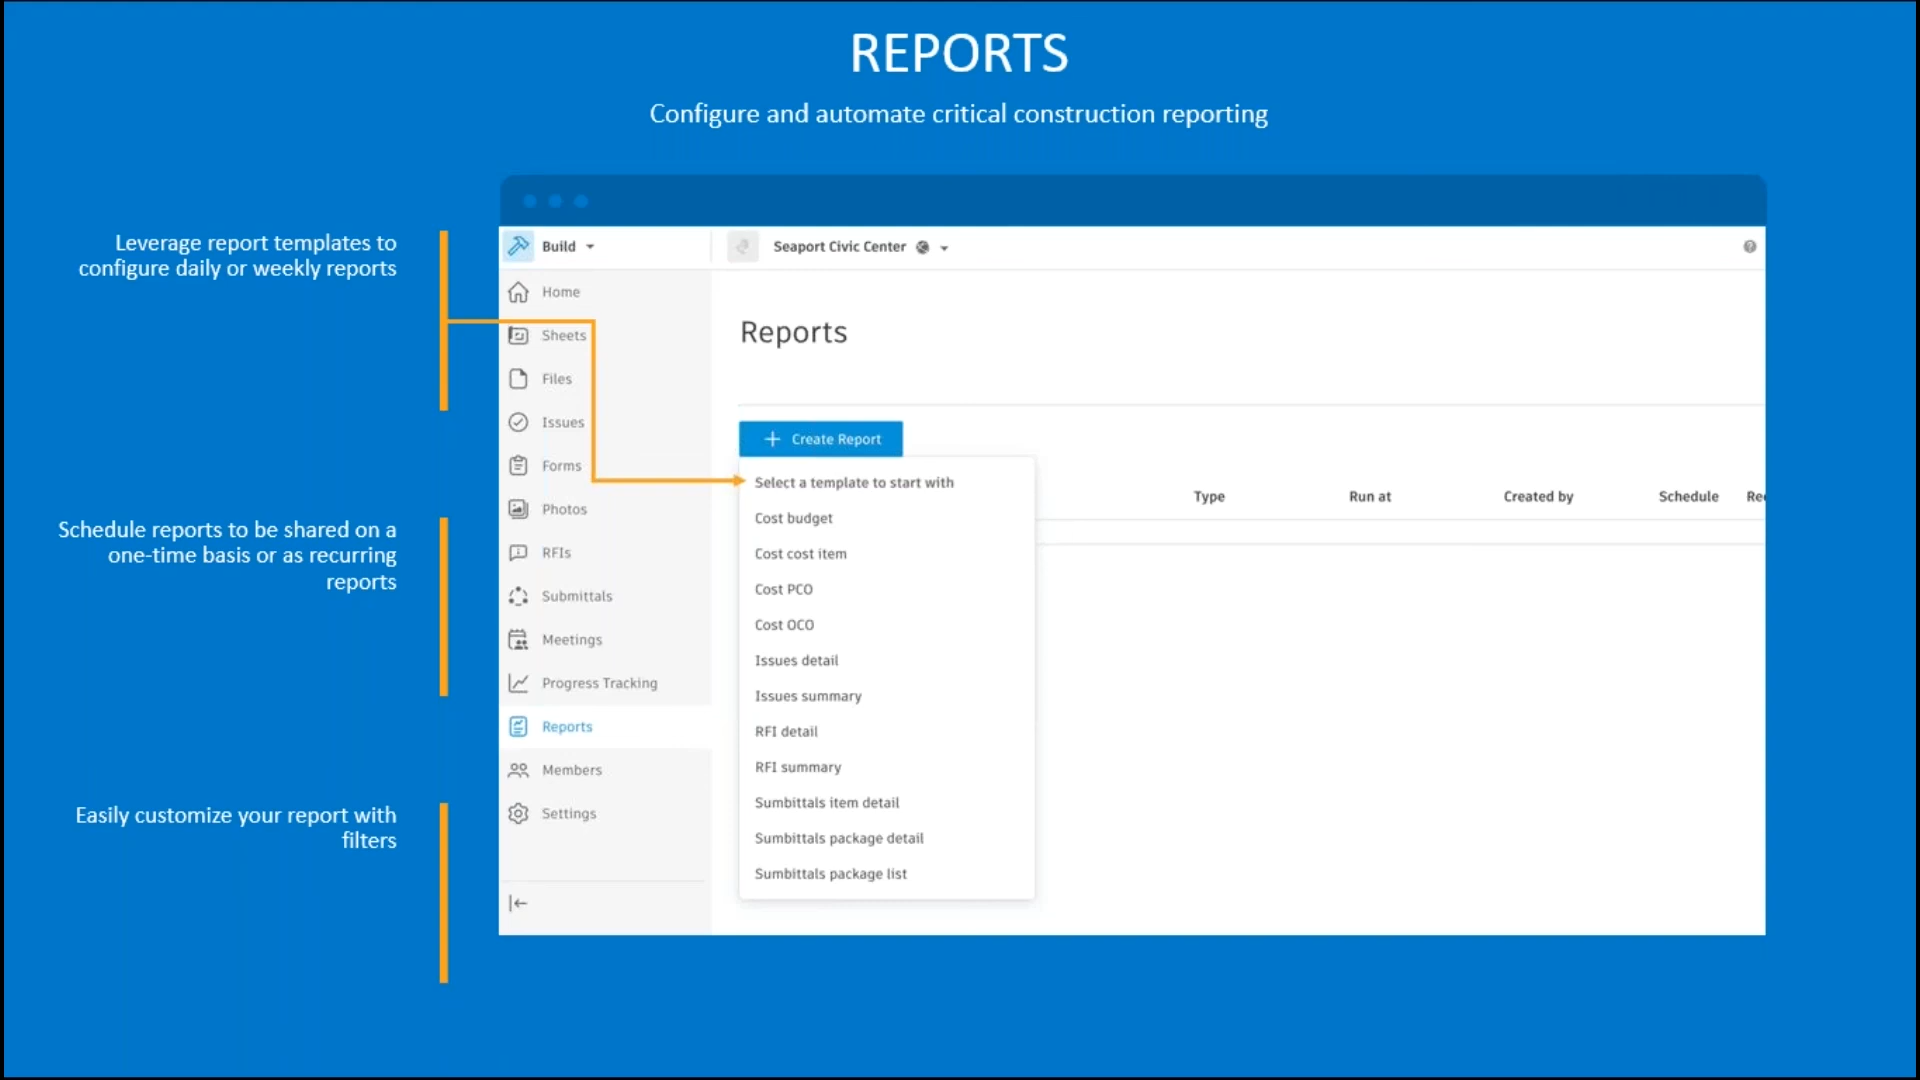 REPORTS
Configure and automate critical construction reporting
Leverage report templates to
configure daily or weekly reports
Schedule reports to be shared on a
one-time basis or as recurring
reports
Easily customize your report with
filters
Build
Seaport Civic Center
Home
Sheets
Files
Issues
Forms
Photos
RFIs
Submittals
Meetings
Progress Tracking
Reports
Members
Settings
Reports
Create Report
Select a template to start with
Cost budget
Cost cost item
Cost PCO
Cost OCO
Issues detail
Issues summary
RFI detail
RFI summary
Sumbittals item detail
Sumbittals package detail
Sumbittals package list
Type Run at Created by Schedule